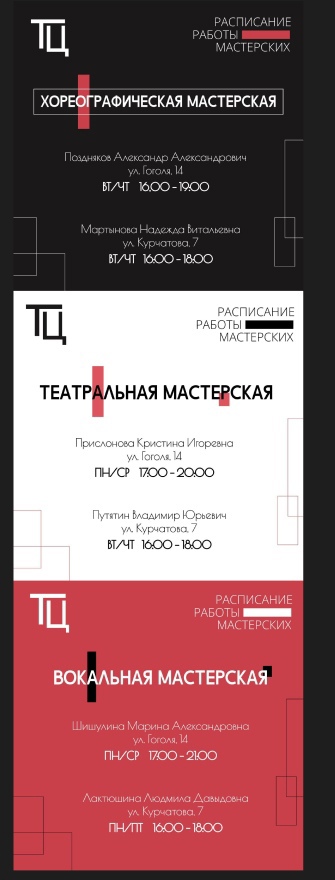 ТЦ
РАСПИСАНИЕ
РАБОТЫ
МАСТЕРСКИХ
ХОРЕОГРАФИЧЕСКАЯ МАСТЕРСКАЯ
Поздняков Александр Александрович
ул. Гоголя, 14
ВТ/ЧТ 16.00 – 19:00
Мартынова Надежда Витальевна
ул. Курчатова, 7
ВТ/ЧТ 16:00 – 18:00
ТЦ
РАСПИСАНИЕ
РАБОТЫ
МАСТЕРСКИХ
ТЕАТРАЛЬНАЯ МАСТЕРСКАЯ
Прислонова Кристина Игоревна
ул. Гоголя, 14
ПН/СР 17:00 – 20:00
Путятин Владимир Юрьевич
ул. Курчатова, 7
ВТ/ЧТ 16:00 – 18:00
ТЦ
РАСПИСАНИЕ
РАБОТЫ
МАСТЕРСКИХ
ВОКАЛЬНАЯ МАСТЕРСКАЯ
Шишулина Марина Александровна
ул. Гоголя, 14
ПН/СР 17:00 – 21:00
Лактюшина Людмила Давыдовна
ул. Курчатова, 7
ПН/ПТ 16:00 – 18:00